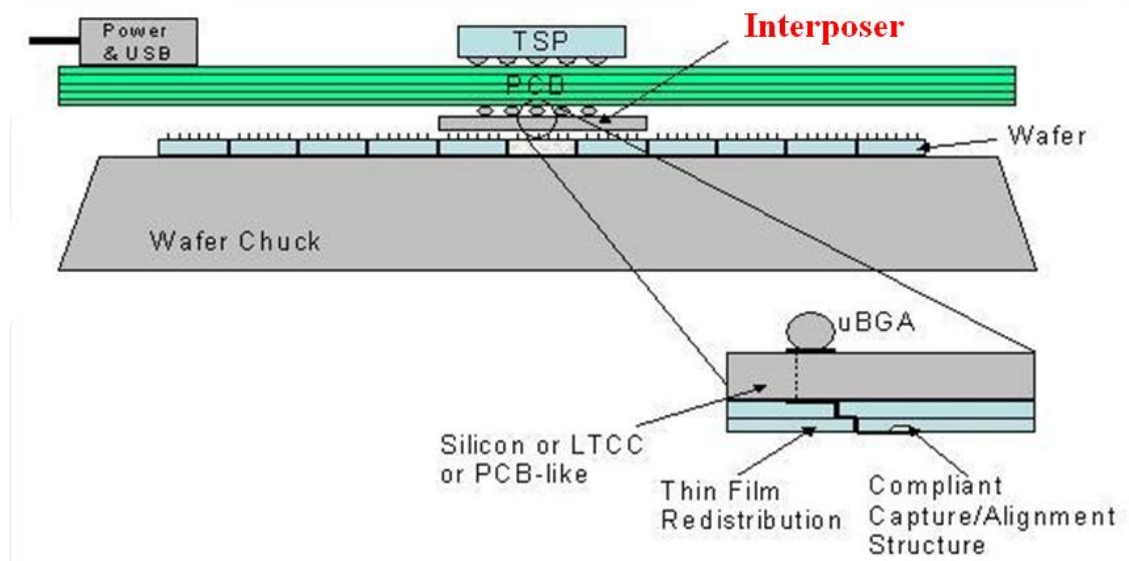 Power
& USB
TSP
Interposer
PCB
Wafer
Wafer Chuck
uBGA
Silicon or LTCC
or PCB-like
Thin Film
Redistribution
Compliant
Capture/Alignment
Structure